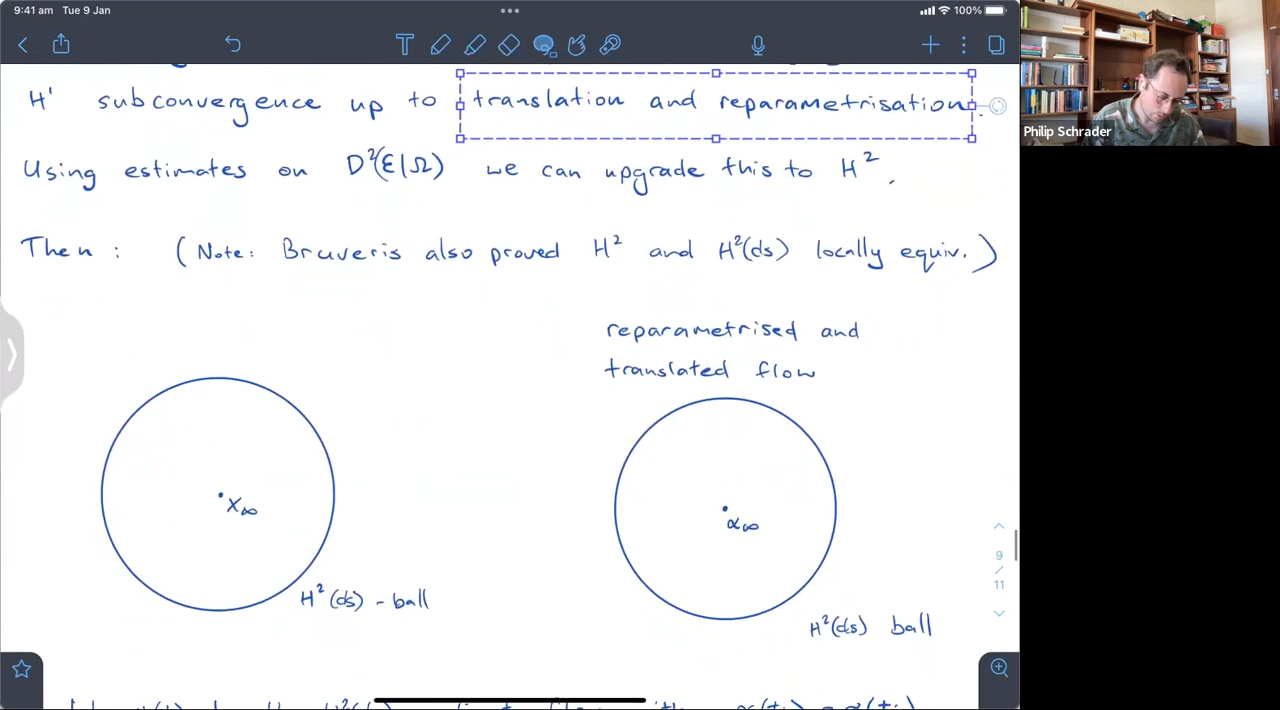 9:41 am Tue 9 Jan
100%
H' subconvergence up to translation and reparametrisation.
Using estimates on D²(E|Ω) we can upgrade this to H².
Then : (Note: Bruveris also proved H² and H²(ds) locally equiv.)
reparametrised and
translated flow
x∞
H²(ds) - ball
α∞
H²(ds) ball
9
/
11
Philip Schrader